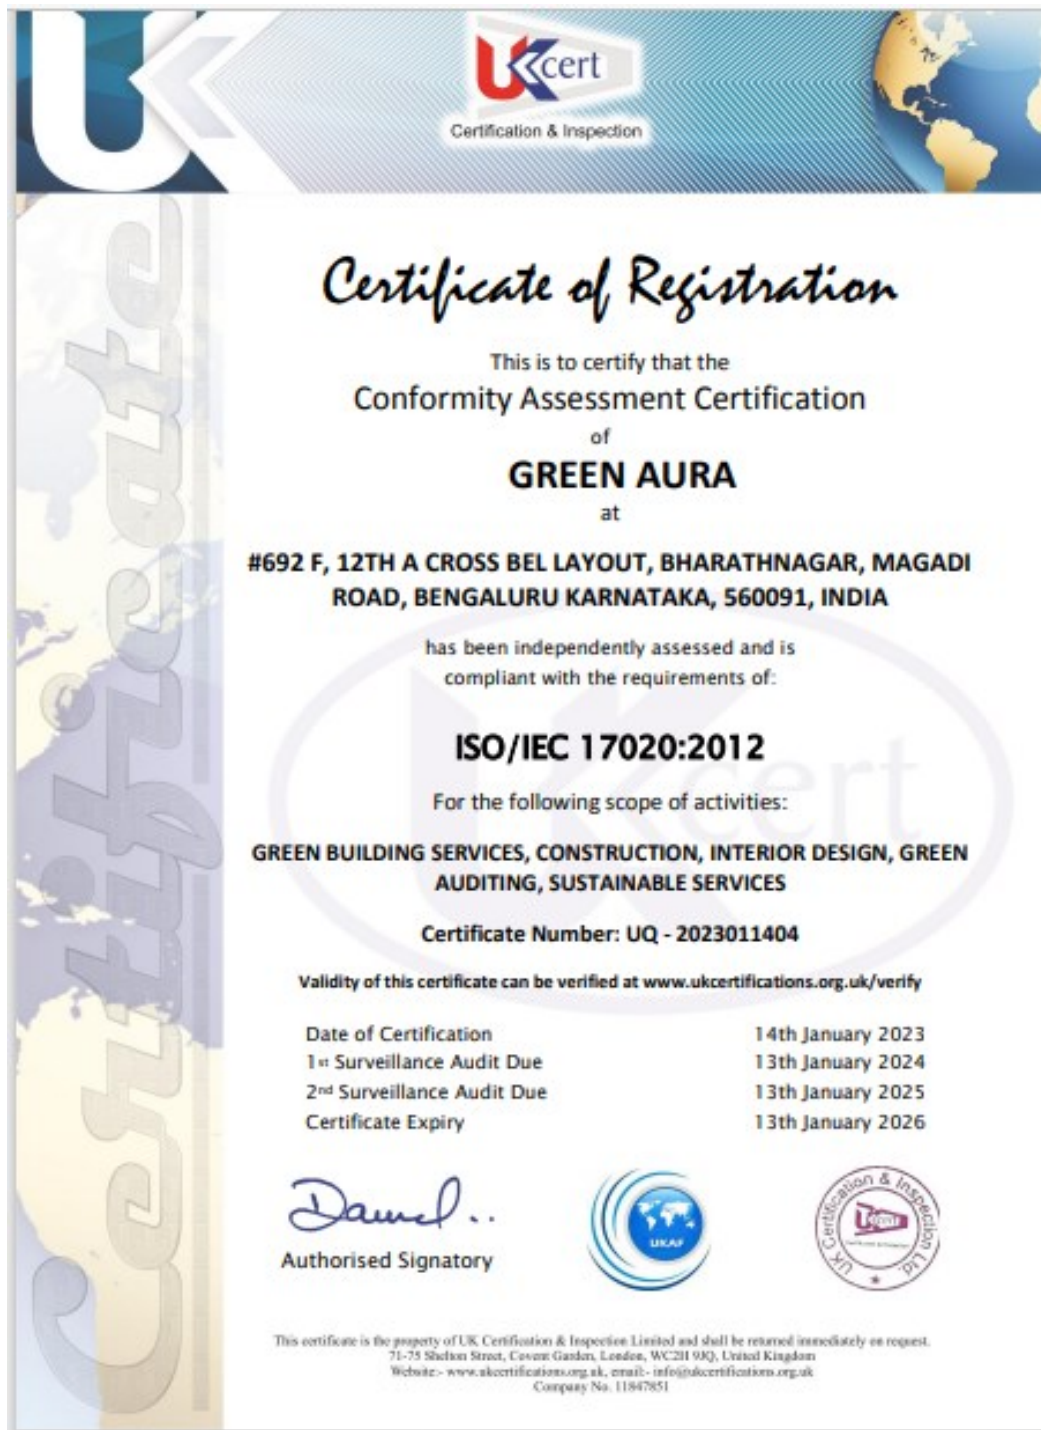 UK cert
Certification & Inspection
Certificate
Certificate of Registration
This is to certify that the
Conformity Assessment Certification
of
GREEN AURA
at
#692 F, 12TH A CROSS BEL LAYOUT, BHARATHNAGAR, MAGADI
ROAD, BENGALURU KARNATAKA, 560091, INDIA
has been independently assessed and is
compliant with the requirements of:
ISO/IEC 17020:2012
For the following scope of activities:
GREEN BUILDING SERVICES, CONSTRUCTION, INTERIOR DESIGN, GREEN
AUDITING, SUSTAINABLE SERVICES
Certificate Number: UQ - 2023011404
Validity of this certificate can be verified at www.ukcertifications.org.uk/verify
Date of Certification 14th January 2023
1st Surveillance Audit Due 13th January 2024
2nd Surveillance Audit Due 13th January 2025
Certificate Expiry 13th January 2026
Authorised Signatory
UKAF
UK Certification & Inspection Ltd.
UK cert
This certificate is the property of UK Certification & Inspection Limited and shall be returned immediately on request.
71-75 Shelton Street, Covent Garden, London, WC2H 9JQ, United Kingdom
Website:- www.ukcertifications.org.uk, email:- info@ukcertifications.org.uk
Company No. 11847851